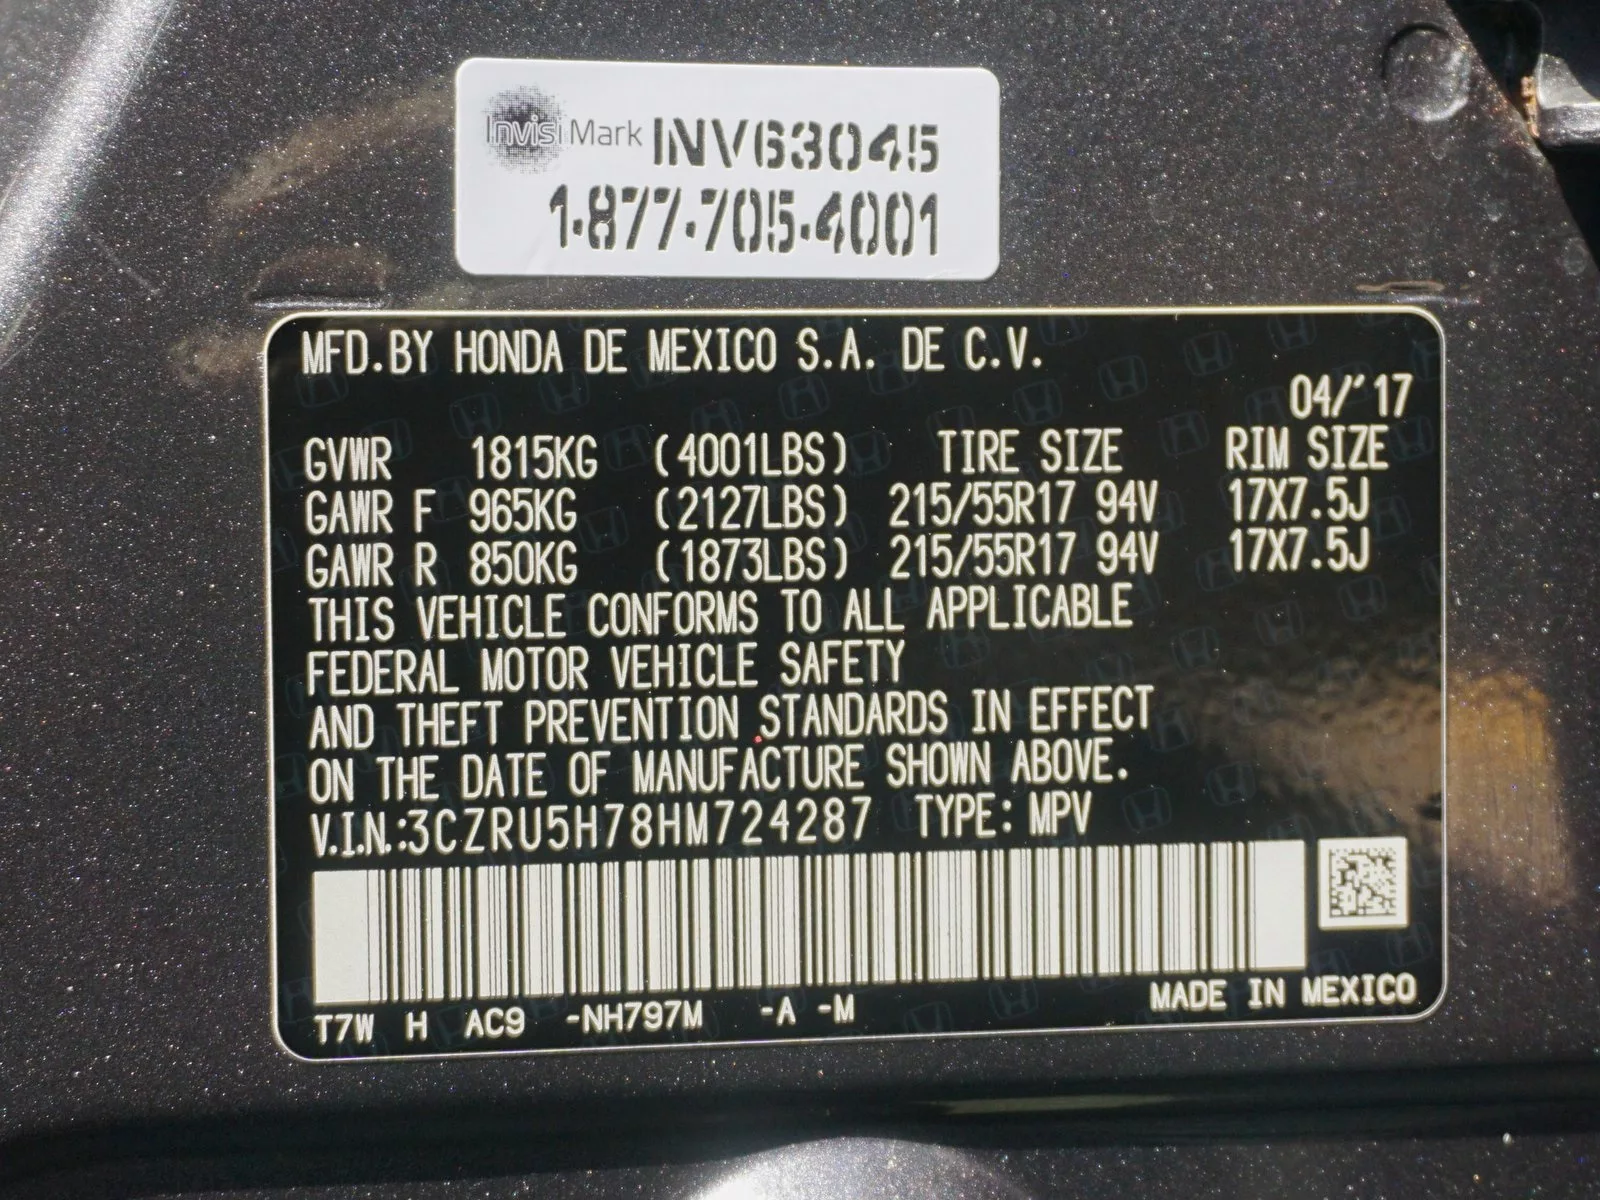 InvisiMark INV63045
1-877-705-4001
MFD.BY HONDA DE MEXICO S.A. DE C.V.
04/'17
GVWR 1815KG (4001LBS) TIRE SIZE RIM SIZE
GAWR F 965KG (2127LBS) 215/55R17 94V 17X7.5J
GAWR R 850KG (1873LBS) 215/55R17 94V 17X7.5J
THIS VEHICLE CONFORMS TO ALL APPLICABLE
FEDERAL MOTOR VEHICLE SAFETY
AND THEFT PREVENTION STANDARDS IN EFFECT
ON THE DATE OF MANUFACTURE SHOWN ABOVE.
V.I.N.:3CZRU5H78HM724287 TYPE: MPV
T7W H AC9 -NH797M -A -M MADE IN MEXICO